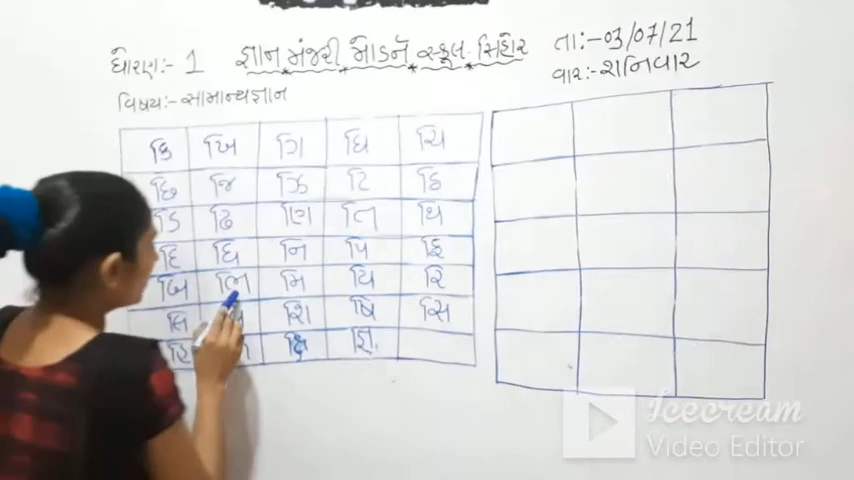 ધોરણ:- 1 જ્ઞાન મંજરી મોડર્ન સ્કૂલ. સિહોર તા:- 03/07/21
વિષય:- સામાન્યજ્ઞાન વાર:- શનિવાર
કિ ખિ ગિ ઘિ ચિ
છિ જિ ઝિ ટિ ઠિ
ડિ ઢિ ણિ તિ થિ
દિ ધિ નિ પિ ફિ
બિ ભિ મિ યિ રિ
લિ શિ ષિ સિ
હિ ક્ષિ જ્ઞિ
Icecream
Video Editor